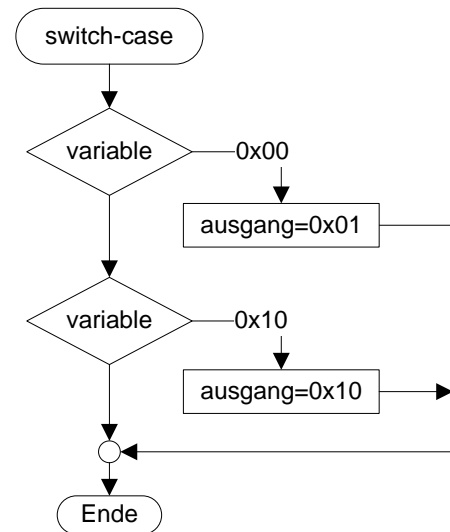 switch-case
variable
0x00
ausgang=0x01
variable
0x10
ausgang=0x10
Ende